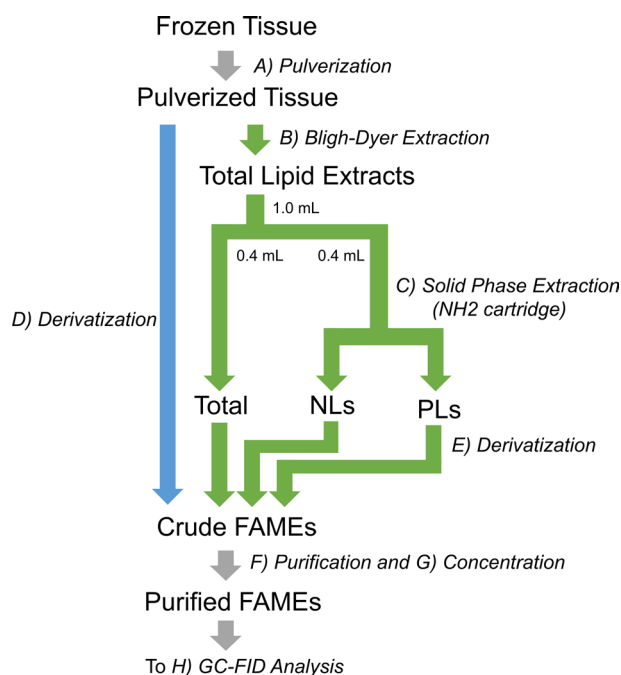 Frozen Tissue
A) Pulverization
Pulverized Tissue
B) Bligh-Dyer Extraction
Total Lipid Extracts
1.0 mL
0.4 mL
0.4 mL
C) Solid Phase Extraction
(NH2 cartridge)
D) Derivatization
Total
NLs
PLs
E) Derivatization
Crude FAMEs
F) Purification and G) Concentration
Purified FAMEs
To H) GC-FID Analysis